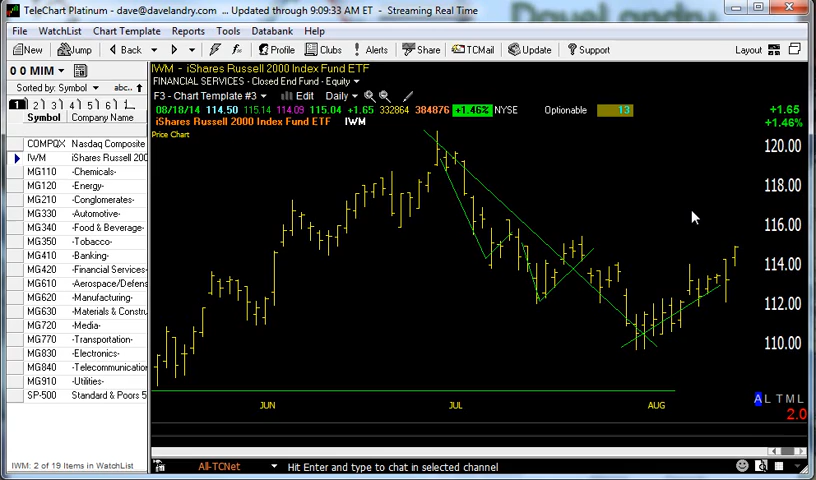 TeleChart Platinum - dave@davelandry.com ... Updated through 9:09:33 AM ET - Streaming Real Time
File WatchList Chart Template Reports Tools Databank Help
New Back Profile Clubs Alerts Share TCMail Update Support Layout
0 0 MIM
Sorted by: Symbol abc..
1 2 3 4 5 6
Symbol Company Name
COMPQX Nasdaq Composite
IWM iShares Russell 2000
MG110 -Chemicals-
MG120 -Energy-
MG210 -Conglomerates-
MG330 -Automotive-
MG340 -Food & Beverage-
MG350 -Tobacco-
MG410 -Banking-
MG420 -Financial Services-
MG610 -Aerospace/Defens
MG620 -Manufacturing-
MG630 -Materials & Constru
MG720 -Media-
MG770 -Transportation-
MG830 -Electronics-
MG840 -Telecommunication
MG910 -Utilities-
SP-500 Standard & Poors 5
IWM: 2 of 19 Items in WatchList
IWM - iShares Russell 2000 Index Fund ETF
FINANCIAL SERVICES - Closed End Fund - Equity
F3 - Chart Template #3 Edit Daily
08/18/14 114.50 115.14 114.09 115.04 +1.65 332864 384876 +1.46% NYSE Optionable 13
+1.65
+1.46%
iShares Russell 2000 Index Fund ETF IWM
Price Chart
120.00
118.00
116.00
114.00
112.00
110.00
JUN JUL AUG
A L T M L
2.0
All-TCNet Hit Enter and type to chat in selected channel